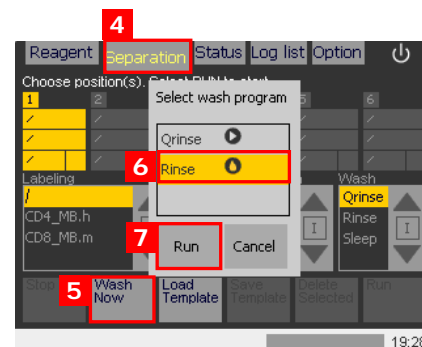 4
Reagent Separation Status Log list Option
Choose position(s). Select RUN to start
1 2 5 6
Select wash program
Qrinse
6 Rinse
7 Run Cancel
Labeling
/
CD4_MB.h
CD8_MB.m
Wash
Qrinse
Rinse
Sleep
Stop 5 Wash Now Load Template Save Template Delete Selected Run
19:28